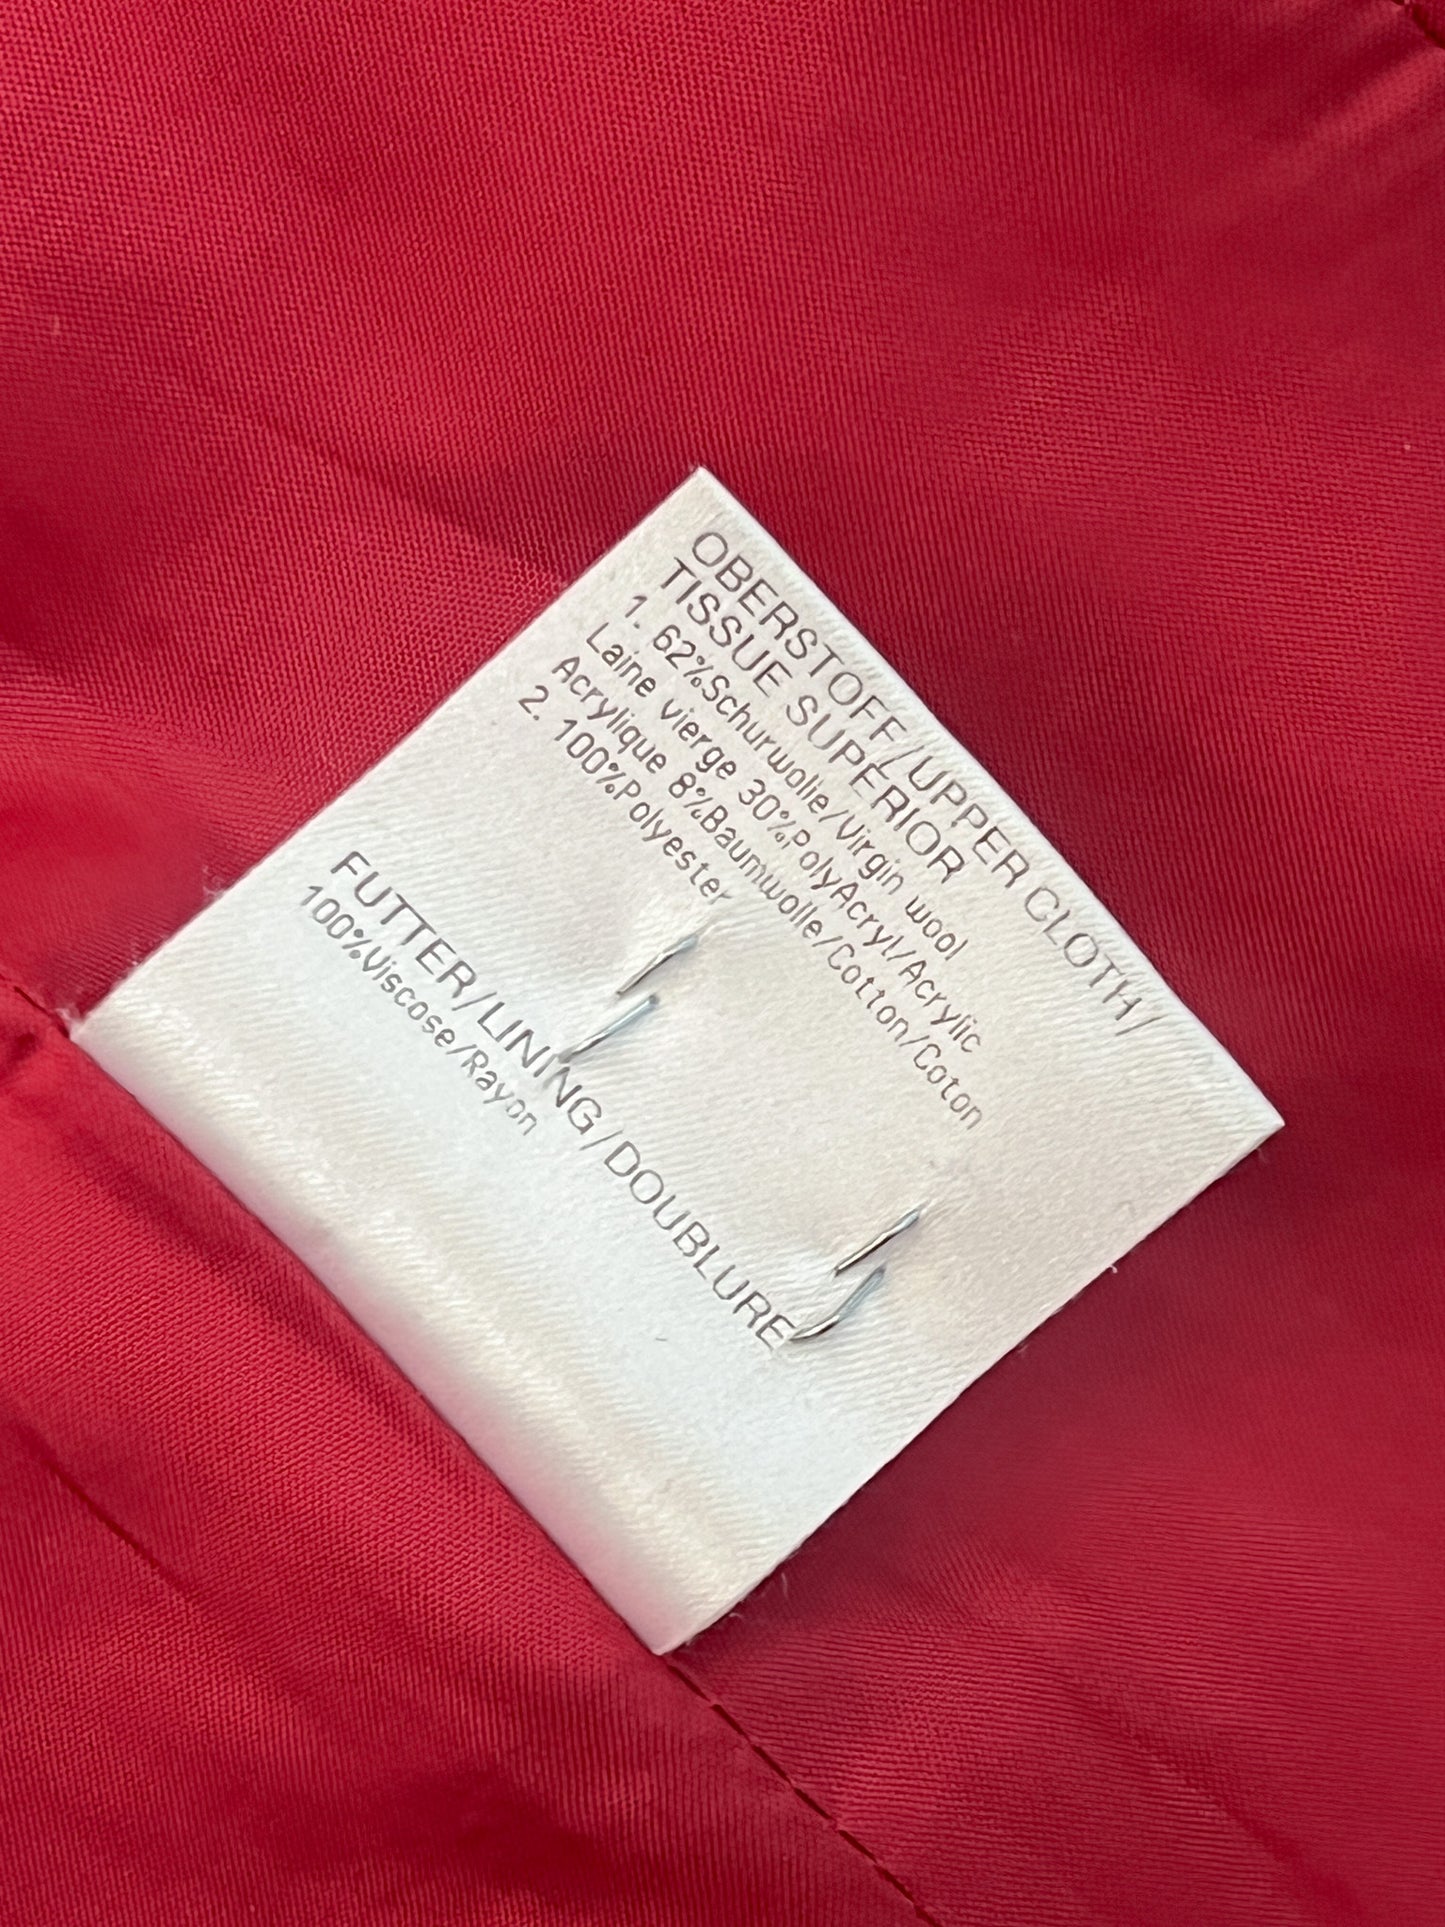 OBERSTOFF/UPPER CLOTH/
TISSUE SUPERIOR
1. 62%Schurwolle/Virgin wool
Laine vierge 30%PolyAcryl/Acrylic
Acrylique 8%Baumwolle/Cotton/Coton
2. 100%Polyester
FUTTER/LINING/DOUBLURE
100%Viscose/Rayon